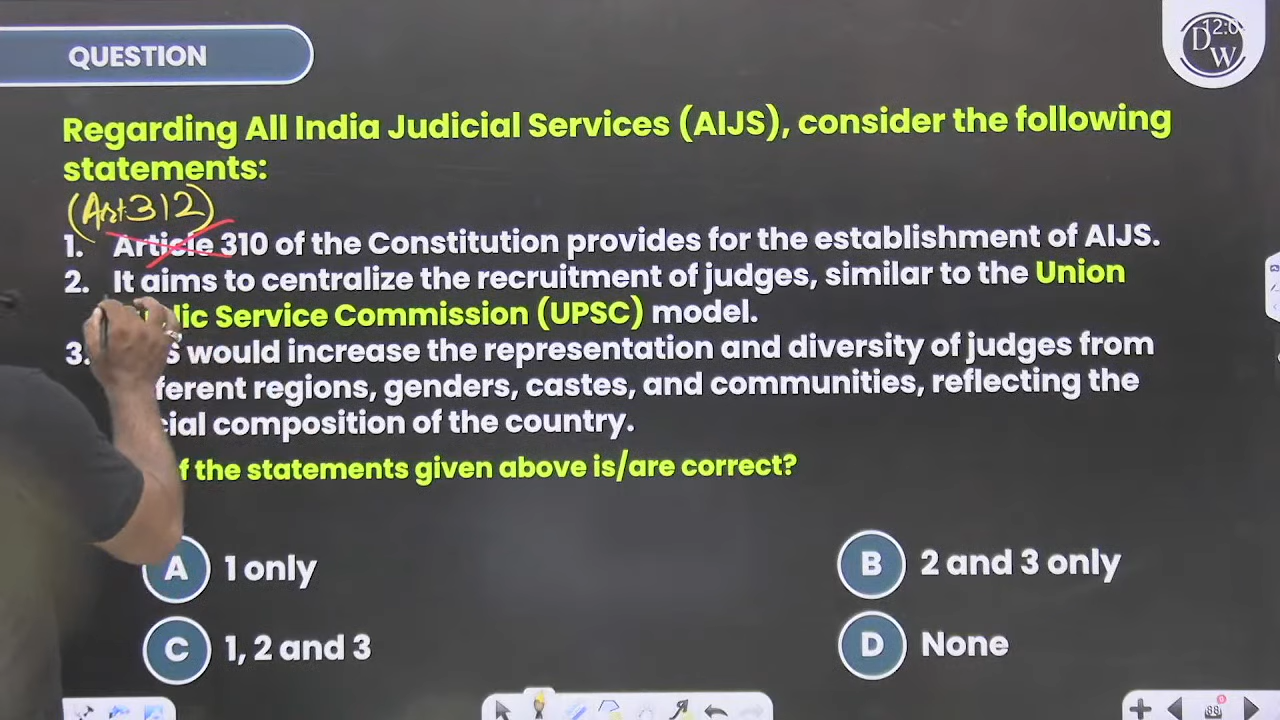 QUESTION
12:0
D
W
Regarding All India Judicial Services (AIJS), consider the following
statements:
(Art.312)
1. Article 310 of the Constitution provides for the establishment of AIJS.
2. It aims to centralize the recruitment of judges, similar to the Union
Service Commission (UPSC) model.
3. would increase the representation and diversity of judges from
regions, genders, castes, and communities, reflecting the
composition of the country.
of the statements given above is/are correct?
A 1 only
B 2 and 3 only
C 1, 2 and 3
D None
88